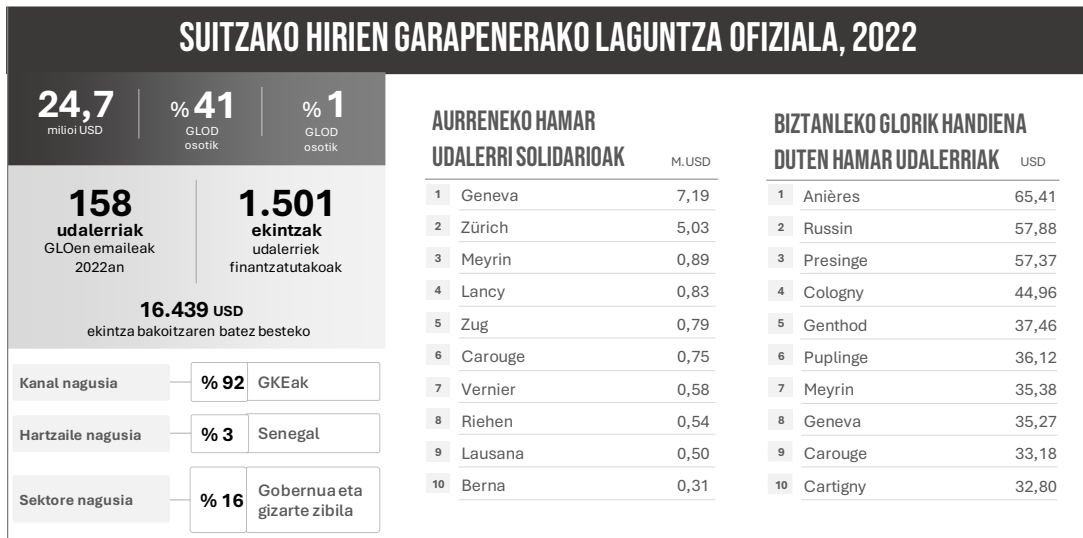 SUITZAKO HIRIEN GARAPENERAKO LAGUNTZA OFIZIALA, 2022
24,7
milioi USD
% 41
GLOD
osotik
% 1
GLOD
osotik
158
udalerriak
GLOen emaileak
2022an
1.501
ekintzak
udalerriek
finantzatutakoak
16.439 USD
ekintza bakoitzaren batez besteko
Kanal nagusia % 92 GKEak
Hartzaile nagusia % 3 Senegal
Sektore nagusia % 16 Gobernua eta
gizarte zibila
AURRENEKO HAMAR
UDALERRI SOLIDARIOAK M.USD
1 Geneva 7,19
2 Zürich 5,03
3 Meyrin 0,89
4 Lancy 0,83
5 Zug 0,79
6 Carouge 0,75
7 Vernier 0,58
8 Riehen 0,54
9 Lausana 0,50
10 Berna 0,31
BIZTANLEKO GLORIK HANDIENA
DUTEN HAMAR UDALERRIAK USD
1 Anières 65,41
2 Russin 57,88
3 Presinge 57,37
4 Cologny 44,96
5 Genthod 37,46
6 Puplinge 36,12
7 Meyrin 35,38
8 Geneva 35,27
9 Carouge 33,18
10 Cartigny 32,80